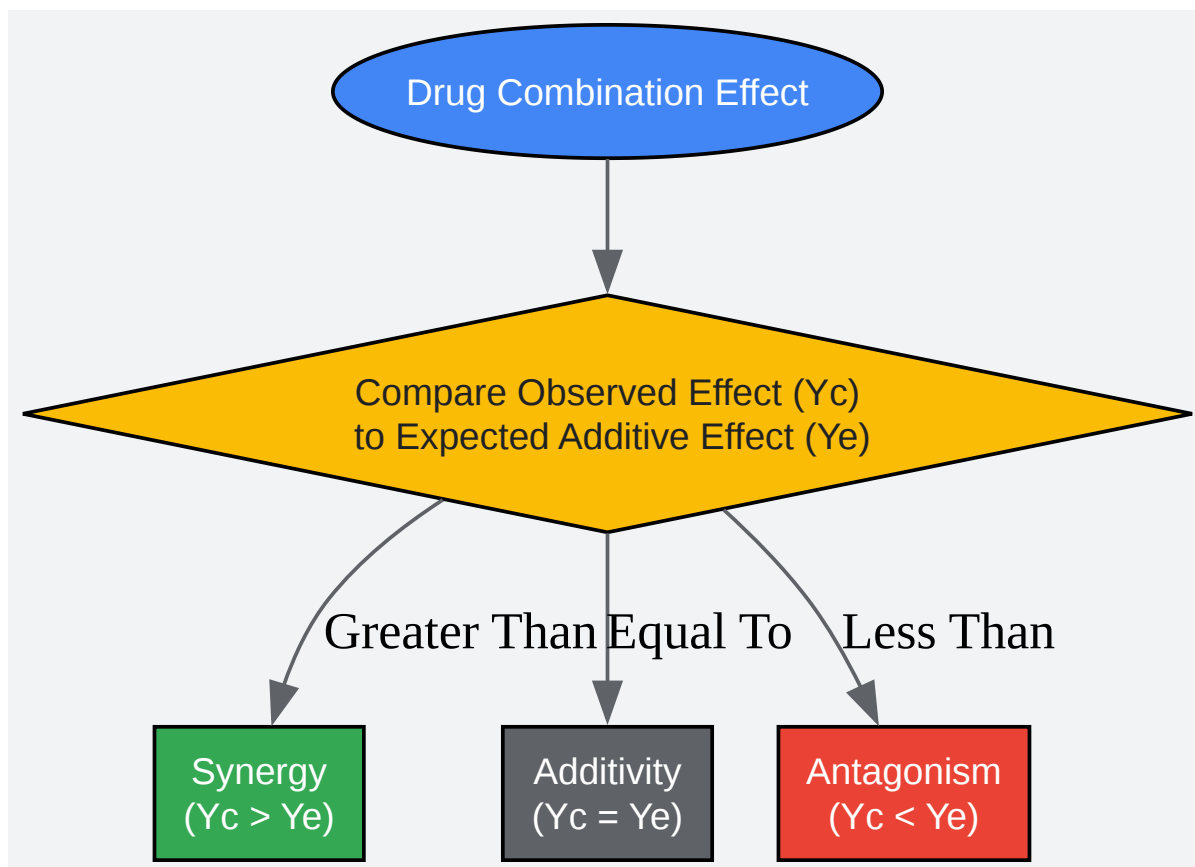 Drug Combination Effect
Compare Observed Effect (Yc)
to Expected Additive Effect (Ye)
Greater Than
Equal To
Less Than
Synergy
(Yc > Ye)
Additivity
(Yc = Ye)
Antagonism
(Yc < Ye)